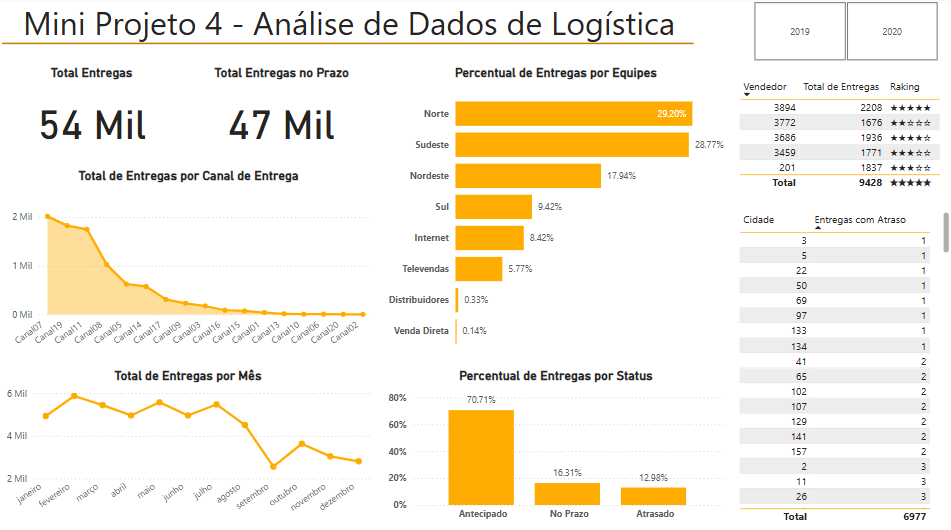 Mini Projeto 4 - Análise de Dados de Logística
2019
2020
Total Entregas
54 Mil
Total Entregas no Prazo
47 Mil
Percentual de Entregas por Equipes
Norte 29.20%
Sudeste 28.77%
Nordeste 17.94%
Sul 9.42%
Internet 8.42%
Televendas 5.77%
Distribuidores 0.33%
Venda Direta 0.14%
Vendedor Total de Entregas Raking
3894 2208 ★★★★★
3772 1676 ★★☆☆☆
3686 1936 ★★★★☆
3459 1771 ★★★☆☆
201 1837 ★★★☆☆
Total 9428 ★★★★★
Total de Entregas por Canal de Entrega
2 Mil
1 Mil
0 Mil
Canal07
Canal19
Canal11
Canal08
Canal05
Canal14
Canal17
Canal09
Canal03
Canal16
Canal15
Canal01
Canal13
Canal10
Canal06
Canal20
Canal02
Cidade Entregas com Atraso
3 1
5 1
22 1
50 1
69 1
97 1
133 1
134 1
41 2
65 2
102 2
107 2
129 2
141 2
157 2
2 3
11 3
26 3
Total 6977
Total de Entregas por Mês
6 Mil
4 Mil
2 Mil
janeiro
fevereiro
março
abril
maio
junho
julho
agosto
setembro
outubro
novembro
dezembro
Percentual de Entregas por Status
80%
60%
40%
20%
0%
70.71%
16.31%
12.98%
Antecipado
No Prazo
Atrasado